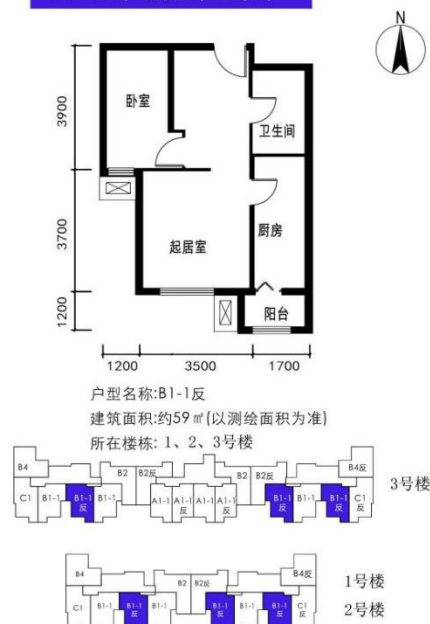 N
3900
卧室
卫生间
3700
起居室
厨房
1200
阳台
1200
3500
1700
户型名称:B1-1反
建筑面积:约59㎡(以测绘面积为准)
所在楼栋: 1、2、3号楼
B4
B2
B2反
B2
B2反
B4反
C1
B1-1
B1-1反
B1-1
A1-1
A1-1反
A1-1
A1-1反
B1-1反
B1-1
B1-1反
C1反
3号楼
B4
B2
B2反
B4反
1号楼
C1
B1-1
B1-1反
B1-1
B1-1反
B1-1
B1-1反
C1反
2号楼